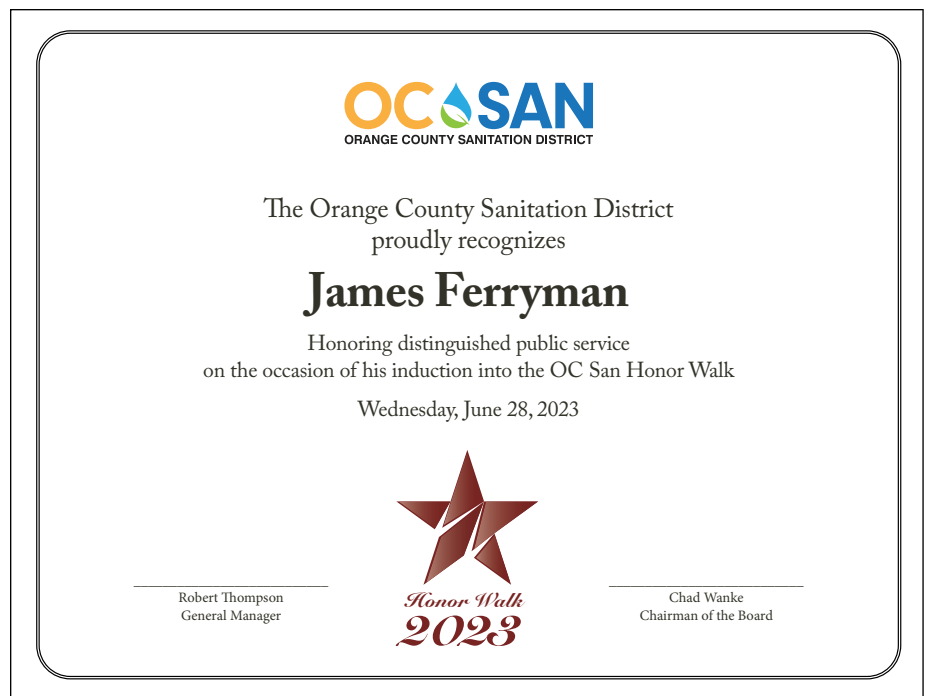 OC SAN
ORANGE COUNTY SANITATION DISTRICT
The Orange County Sanitation District
proudly recognizes
James Ferryman
Honoring distinguished public service
on the occasion of his induction into the OC San Honor Walk
Wednesday, June 28, 2023
Robert Thompson
General Manager
Honor Walk
2023
Chad Wanke
Chairman of the Board